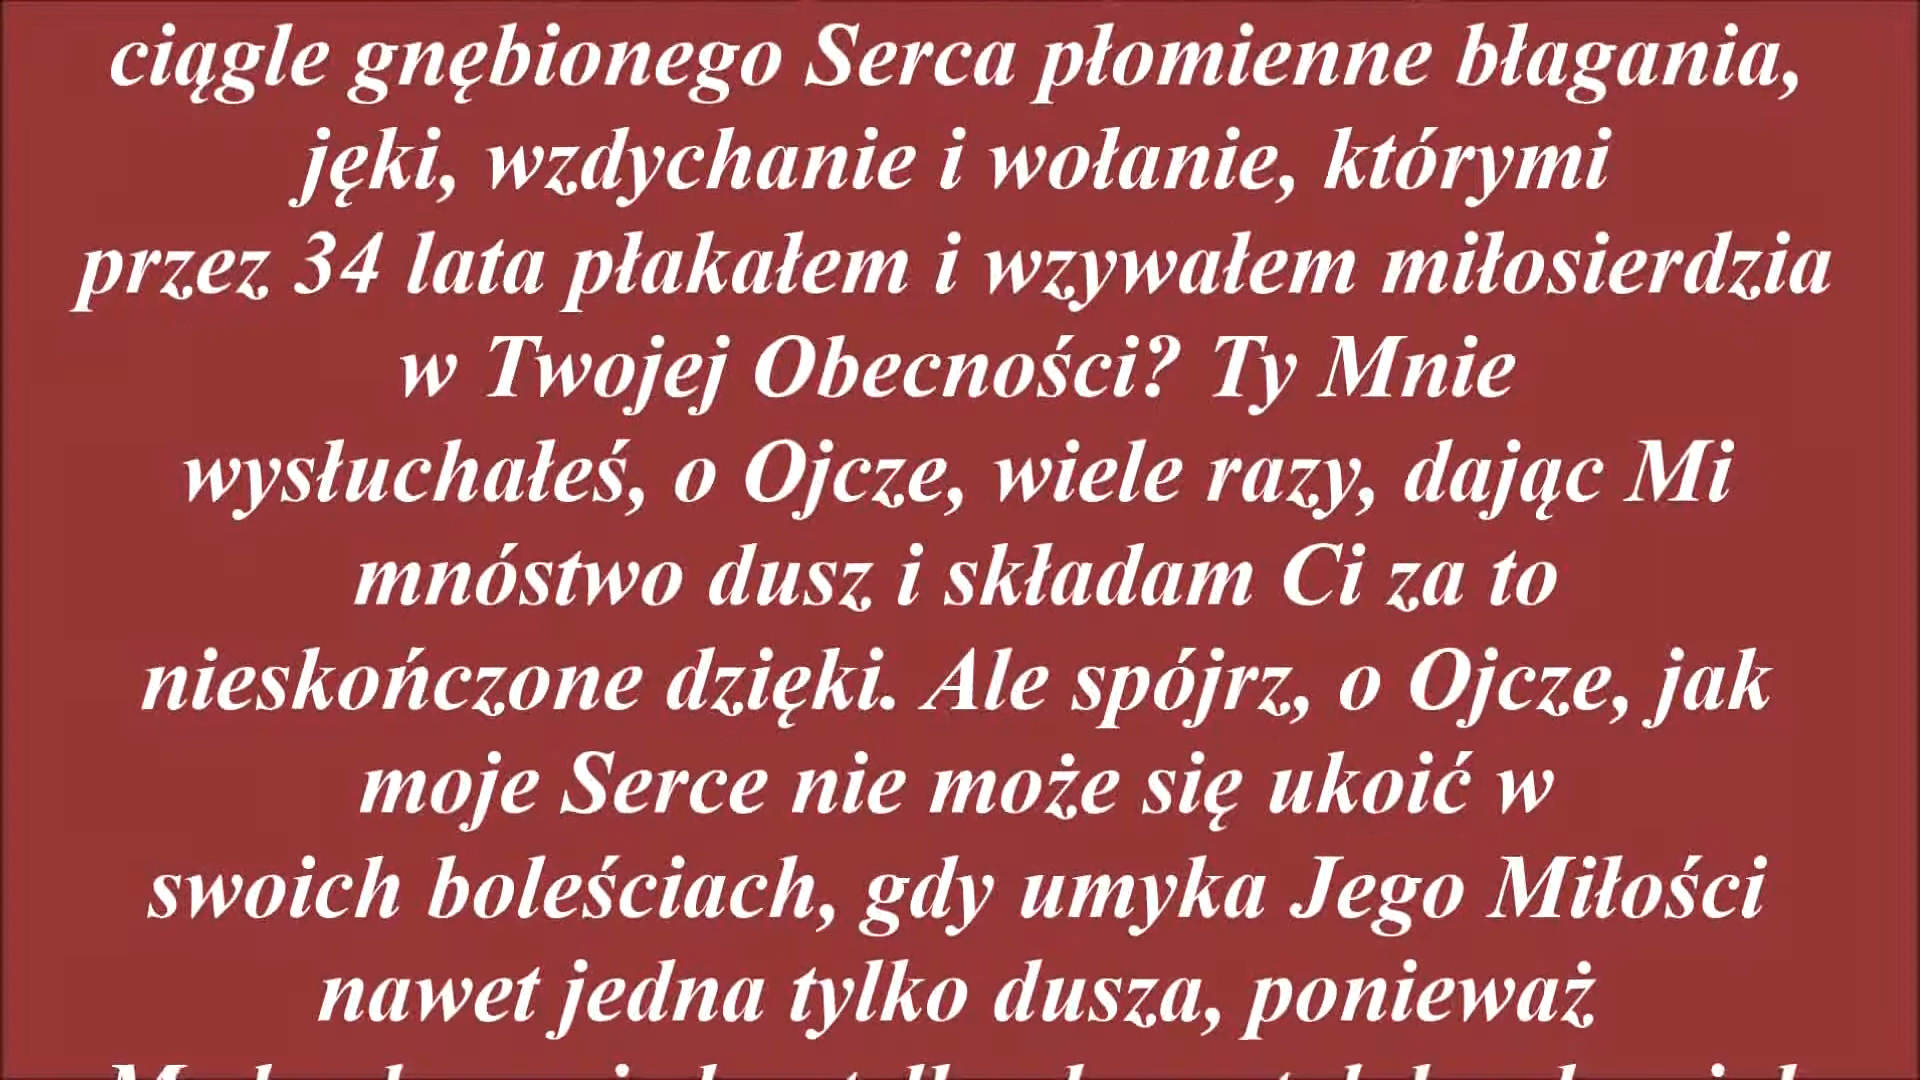 ciągle gnębionego Serca płomienne błagania,
jęki, wzdychanie i wołanie, którymi
przez 34 lata płakałem i wzywałem miłosierdzia
w Twojej Obecności? Ty Mnie
wysłuchałeś, o Ojcze, wiele razy, dając Mi
mnóstwo dusz i składam Ci za to
nieskończone dzięki. Ale spójrz, o Ojcze, jak
moje Serce nie może się ukoić w
swoich boleściach, gdy umyka Jego Miłości
nawet jedna tylko dusza, ponieważ